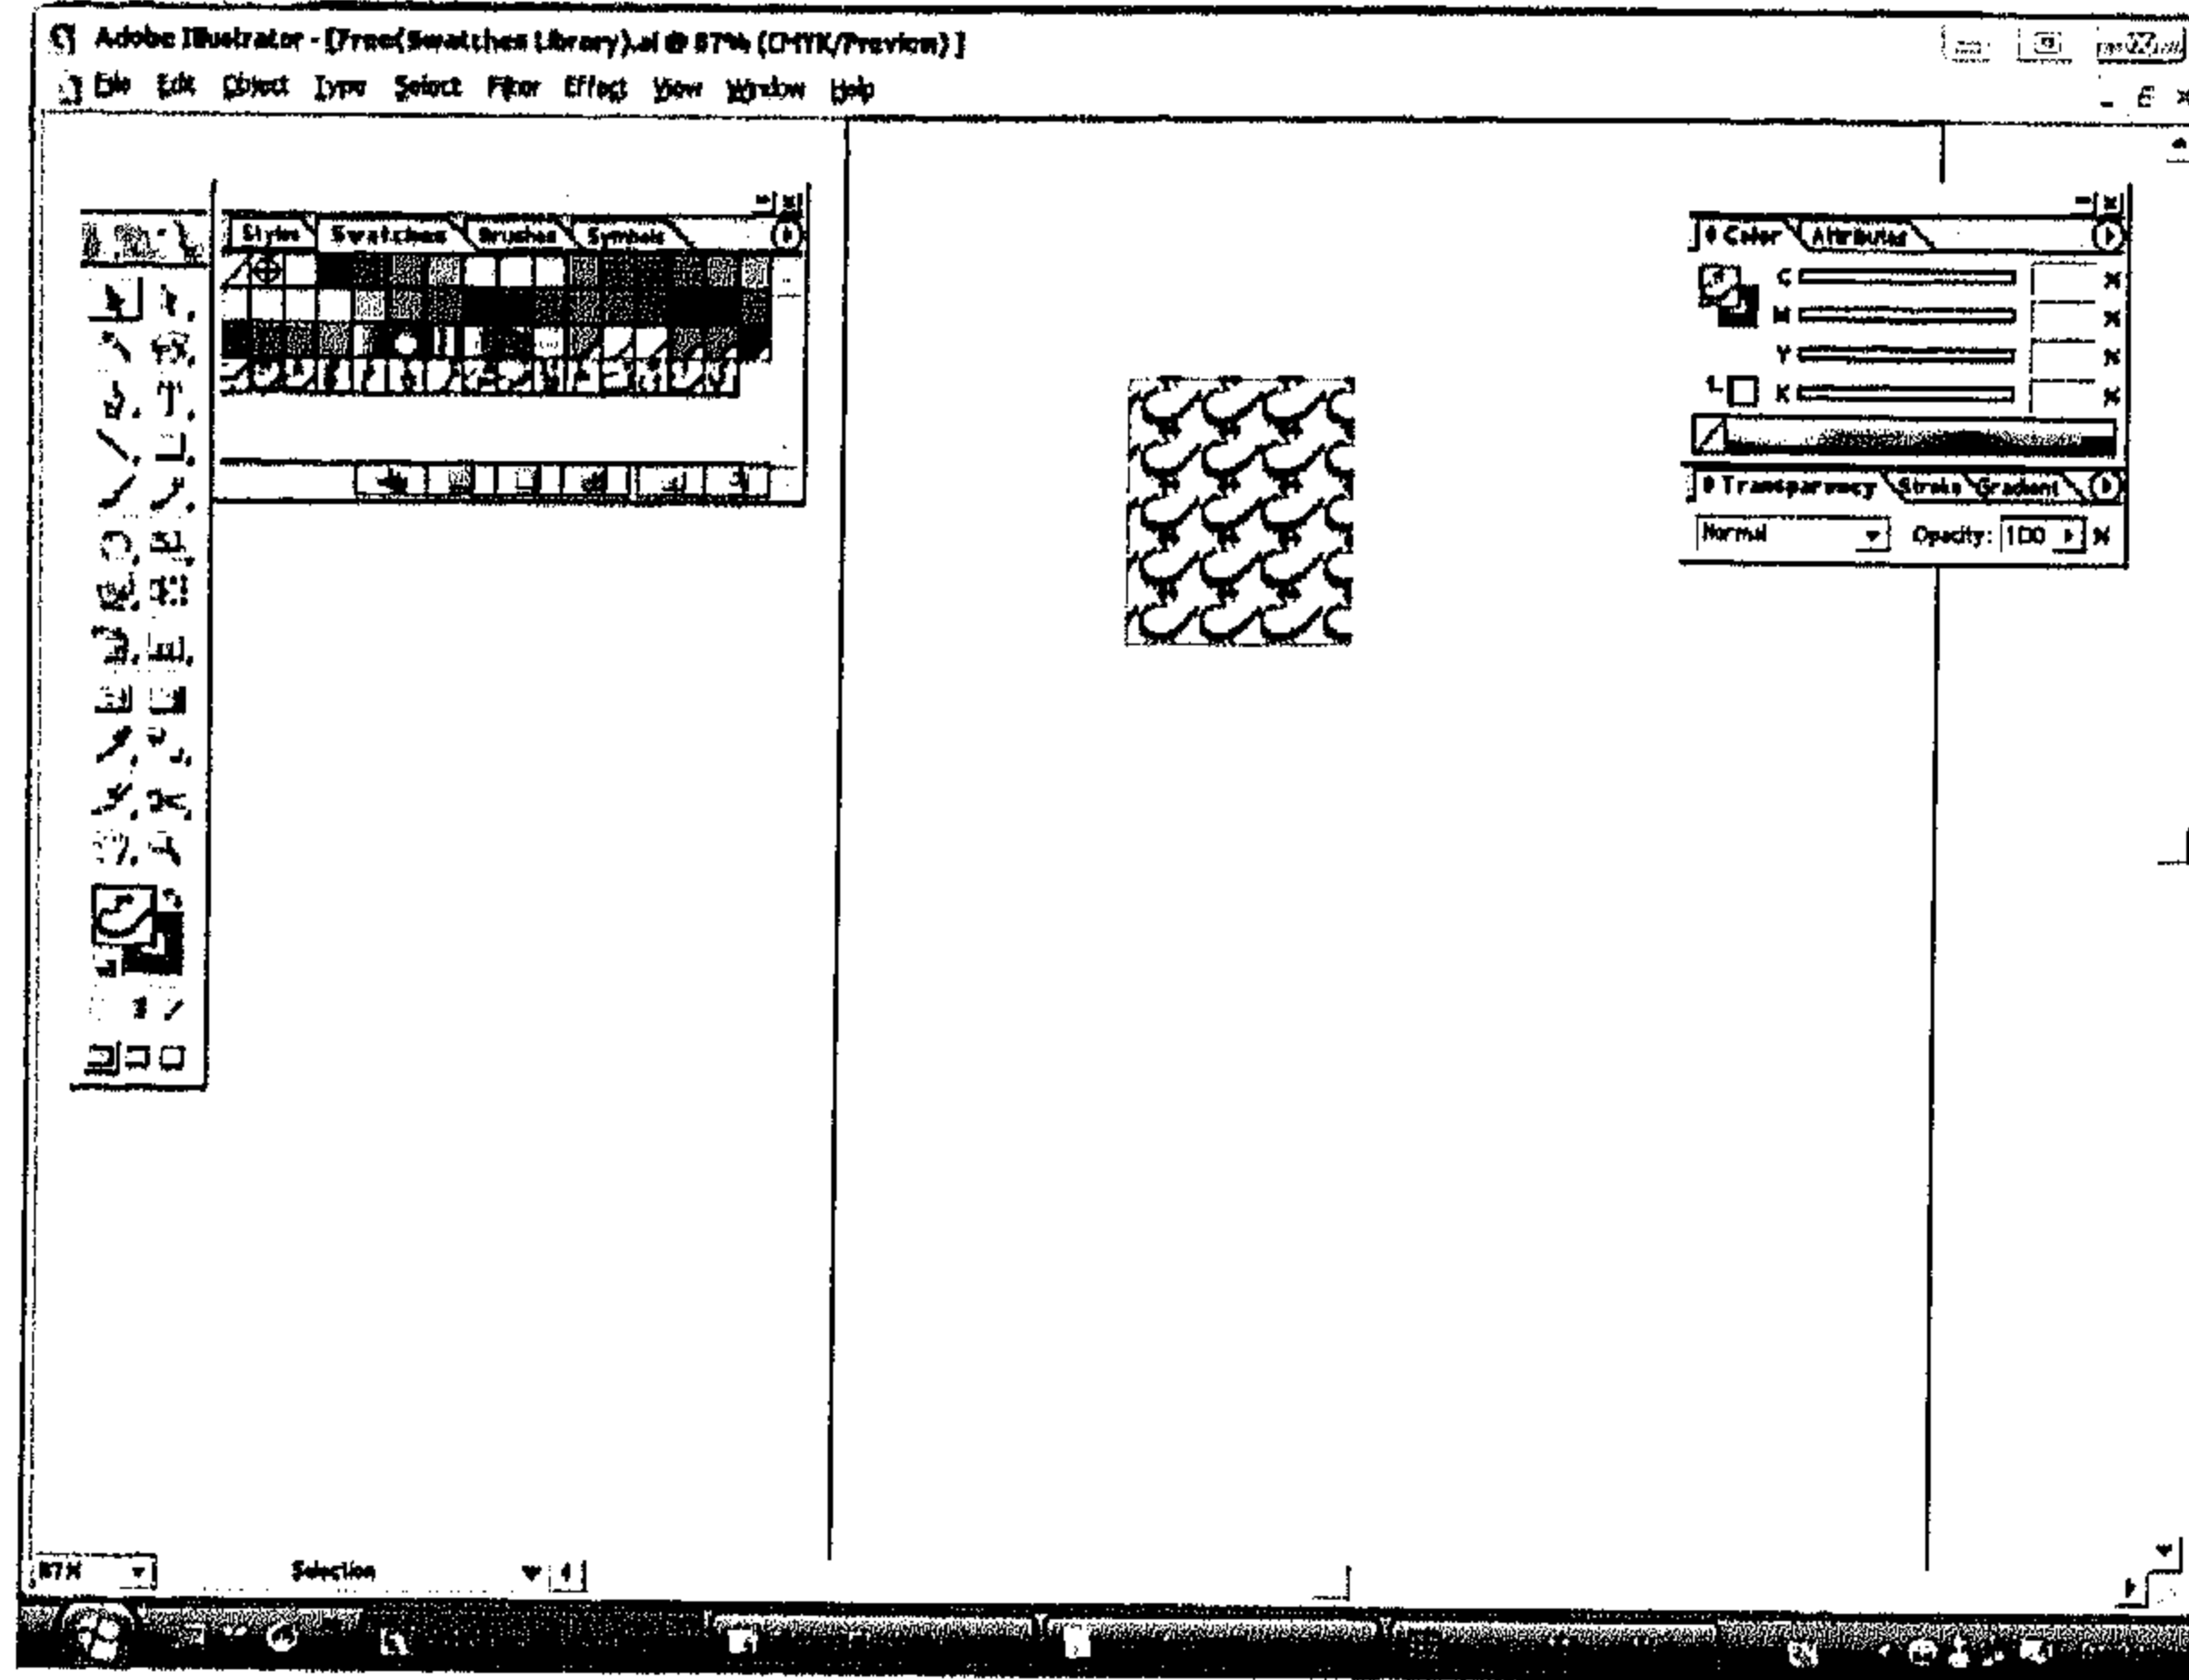 Adobe Illustrator - [Free(Swatches Library).ai @ 87% (CMYK/Preview)]
File Edit Object Type Select Filter Effect View Window Help
Styles Swatches Brushes Symbols
Color Attributes
C %
M %
Y %
K %
Transparency Stroke Gradient
Normal Opacity: 100 %
87% Selection